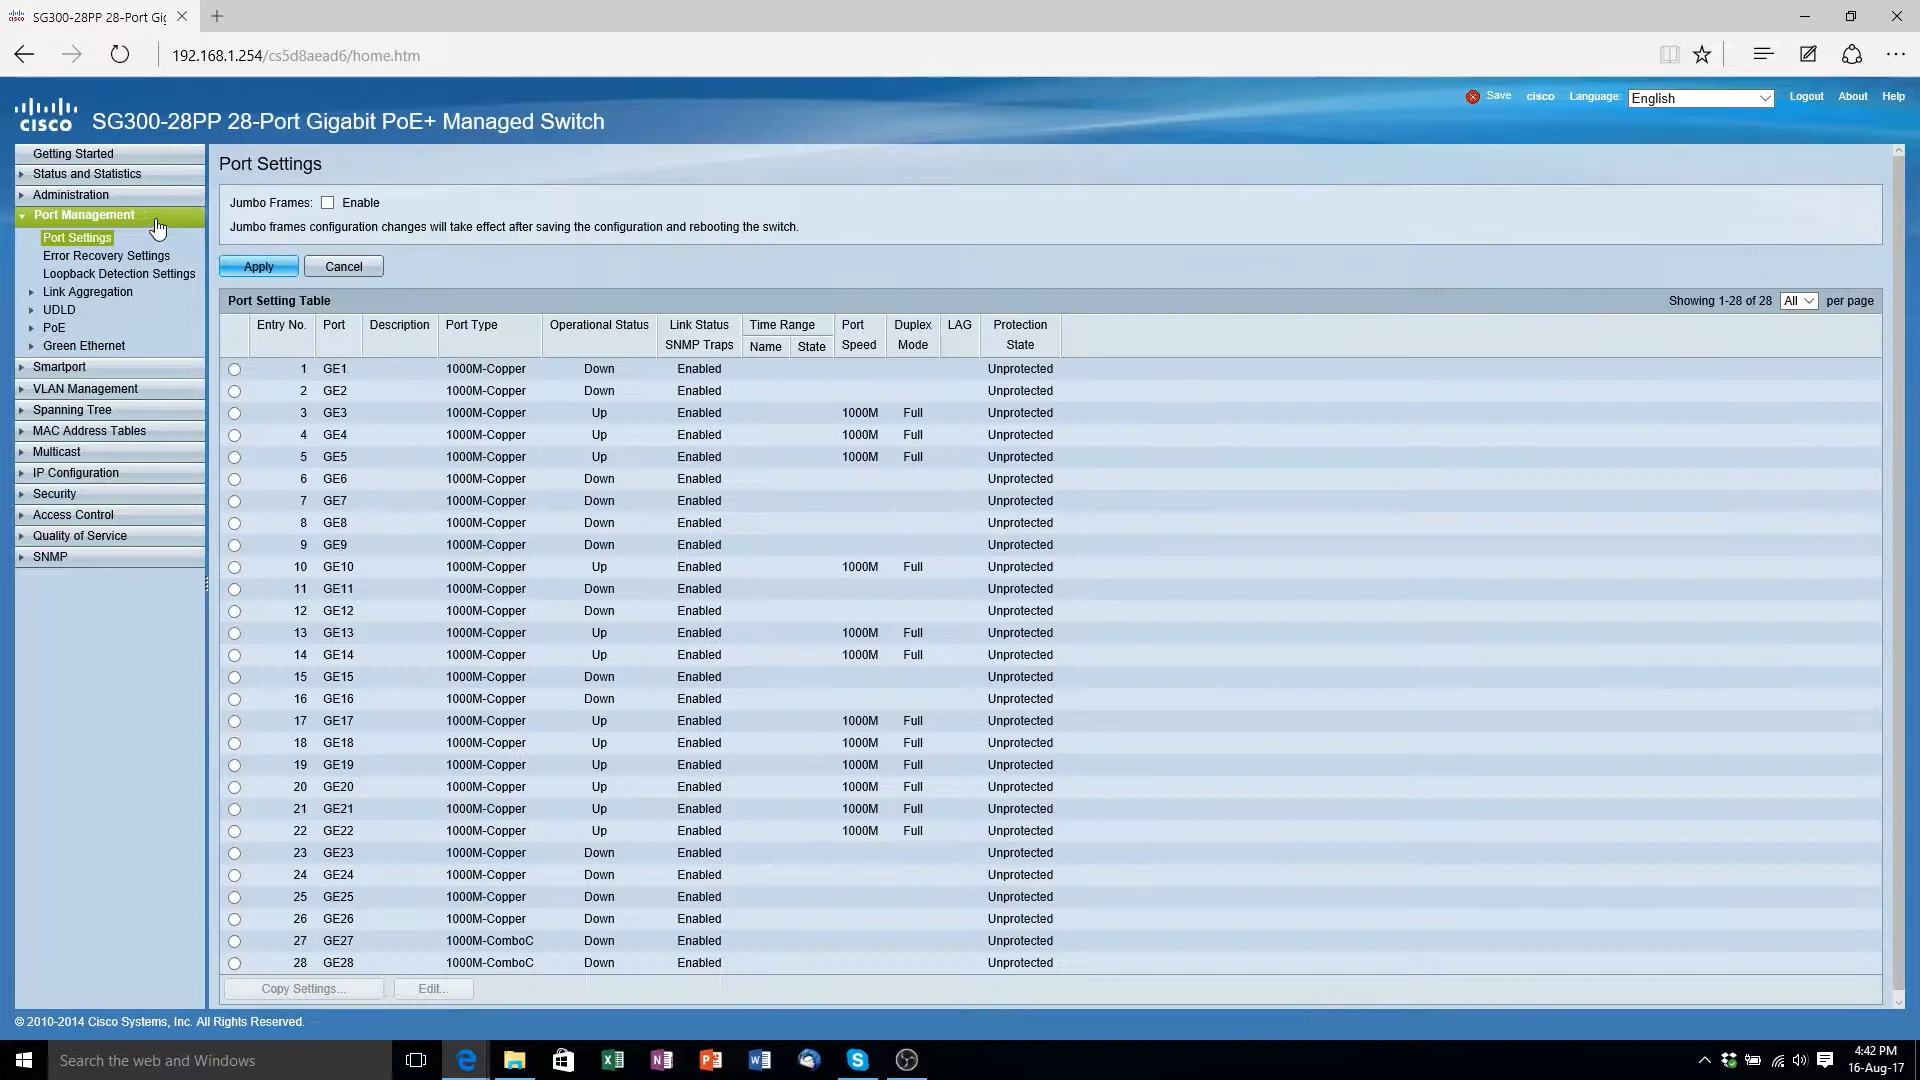 SG300-28PP 28-Port Gig
192.168.1.254/cs5d8aead6/home.htm
Save cisco Language: English Logout About Help
cisco SG300-28PP 28-Port Gigabit PoE+ Managed Switch
Getting Started
Status and Statistics
Administration
Port Management
Port Settings
Error Recovery Settings
Loopback Detection Settings
Link Aggregation
UDLD
PoE
Green Ethernet
Smartport
VLAN Management
Spanning Tree
MAC Address Tables
Multicast
IP Configuration
Security
Access Control
Quality of Service
SNMP
Port Settings
Jumbo Frames: Enable
Jumbo frames configuration changes will take effect after saving the configuration and rebooting the switch.
Apply Cancel
Port Setting Table Showing 1-28 of 28 All per page
Entry No. Port Description Port Type Operational Status Link Status Time Range Port Duplex LAG Protection
SNMP Traps Name State Speed Mode State
1 GE1 1000M-Copper Down Enabled Unprotected
2 GE2 1000M-Copper Down Enabled Unprotected
3 GE3 1000M-Copper Up Enabled 1000M Full Unprotected
4 GE4 1000M-Copper Up Enabled 1000M Full Unprotected
5 GE5 1000M-Copper Up Enabled 1000M Full Unprotected
6 GE6 1000M-Copper Down Enabled Unprotected
7 GE7 1000M-Copper Down Enabled Unprotected
8 GE8 1000M-Copper Down Enabled Unprotected
9 GE9 1000M-Copper Down Enabled Unprotected
10 GE10 1000M-Copper Up Enabled 1000M Full Unprotected
11 GE11 1000M-Copper Down Enabled Unprotected
12 GE12 1000M-Copper Down Enabled Unprotected
13 GE13 1000M-Copper Up Enabled 1000M Full Unprotected
14 GE14 1000M-Copper Up Enabled 1000M Full Unprotected
15 GE15 1000M-Copper Down Enabled Unprotected
16 GE16 1000M-Copper Down Enabled Unprotected
17 GE17 1000M-Copper Up Enabled 1000M Full Unprotected
18 GE18 1000M-Copper Up Enabled 1000M Full Unprotected
19 GE19 1000M-Copper Up Enabled 1000M Full Unprotected
20 GE20 1000M-Copper Up Enabled 1000M Full Unprotected
21 GE21 1000M-Copper Up Enabled 1000M Full Unprotected
22 GE22 1000M-Copper Up Enabled 1000M Full Unprotected
23 GE23 1000M-Copper Down Enabled Unprotected
24 GE24 1000M-Copper Down Enabled Unprotected
25 GE25 1000M-Copper Down Enabled Unprotected
26 GE26 1000M-Copper Down Enabled Unprotected
27 GE27 1000M-ComboC Down Enabled Unprotected
28 GE28 1000M-ComboC Down Enabled Unprotected
Copy Settings... Edit...
© 2010-2014 Cisco Systems, Inc. All Rights Reserved.
Search the web and Windows
4:42 PM
16-Aug-17